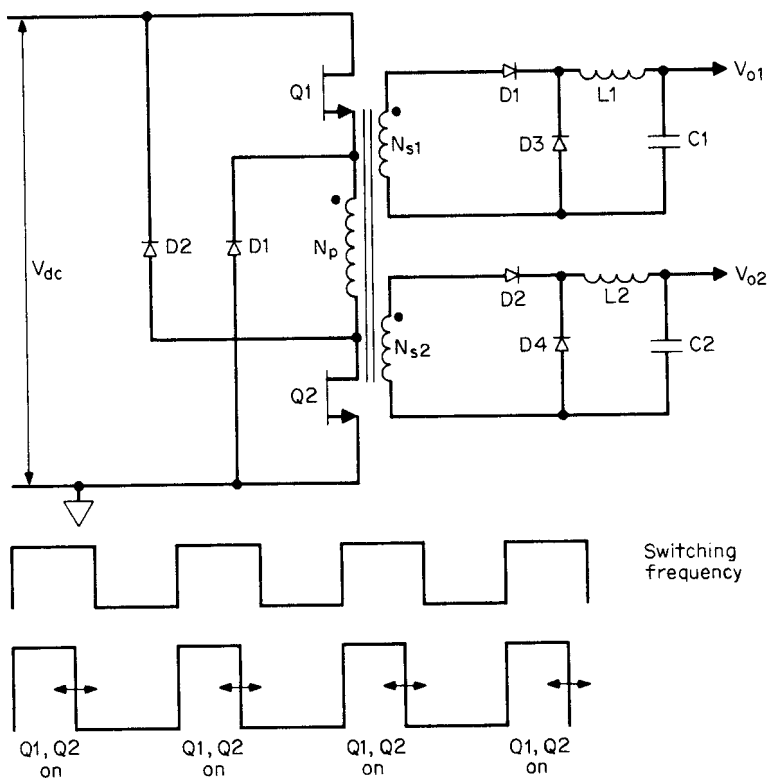 Q1
D1
L1
Vo1
Ns1
D3
C1
Vdc
D2
D1
Np
D2
L2
Vo2
Ns2
D4
C2
Q2
Switching
frequency
Q1, Q2
on
Q1, Q2
on
Q1, Q2
on
Q1, Q2
on